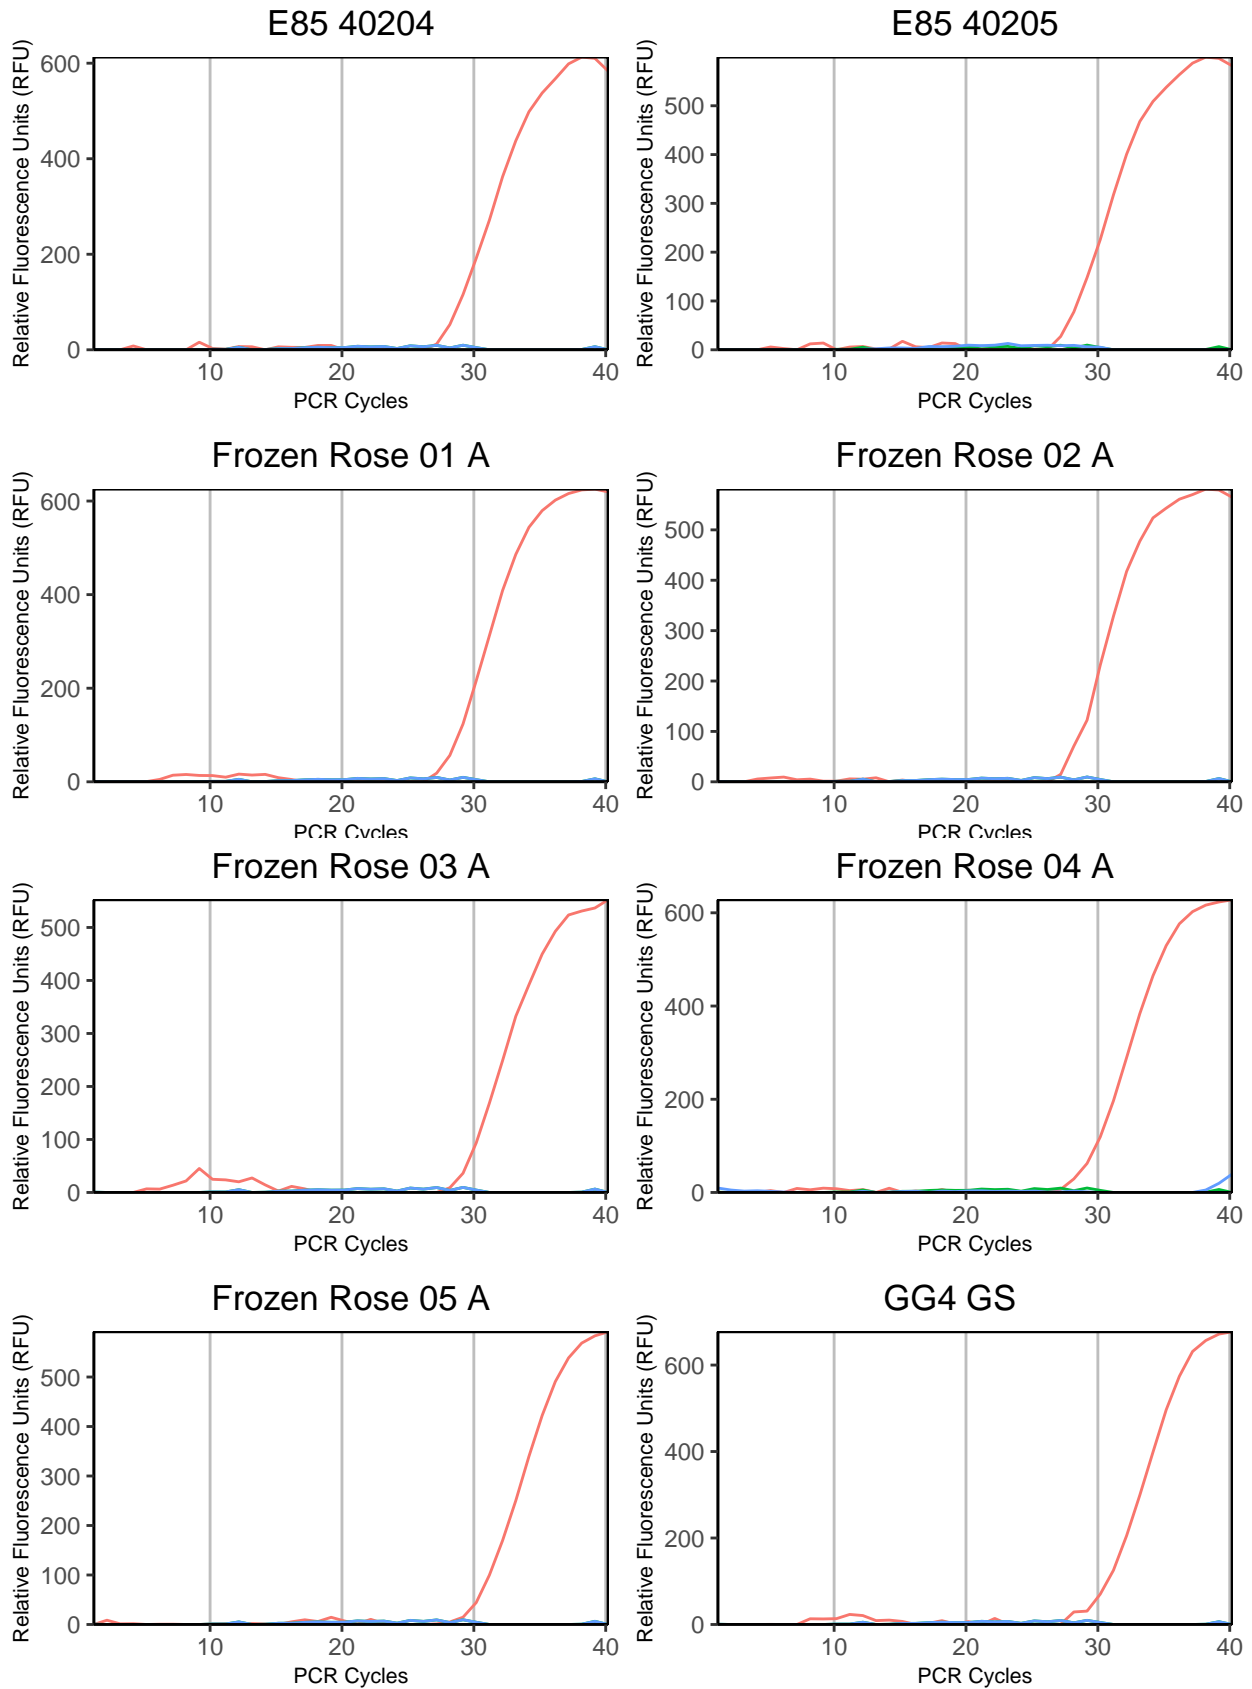 E85 40204
Relative Fluorescence Units (RFU)
600
400
200
0
10 20 30 40
PCR Cycles
E85 40205
Relative Fluorescence Units (RFU)
500
400
300
200
100
0
10 20 30 40
PCR Cycles
Frozen Rose 01 A
Relative Fluorescence Units (RFU)
600
400
200
0
10 20 30 40
PCR Cycles
Frozen Rose 02 A
Relative Fluorescence Units (RFU)
500
400
300
200
100
0
10 20 30 40
PCR Cycles
Frozen Rose 03 A
Relative Fluorescence Units (RFU)
500
400
300
200
100
0
10 20 30 40
PCR Cycles
Frozen Rose 04 A
Relative Fluorescence Units (RFU)
600
400
200
0
10 20 30 40
PCR Cycles
Frozen Rose 05 A
Relative Fluorescence Units (RFU)
500
400
300
200
100
0
10 20 30 40
PCR Cycles
GG4 GS
Relative Fluorescence Units (RFU)
600
400
200
0
10 20 30 40
PCR Cycles